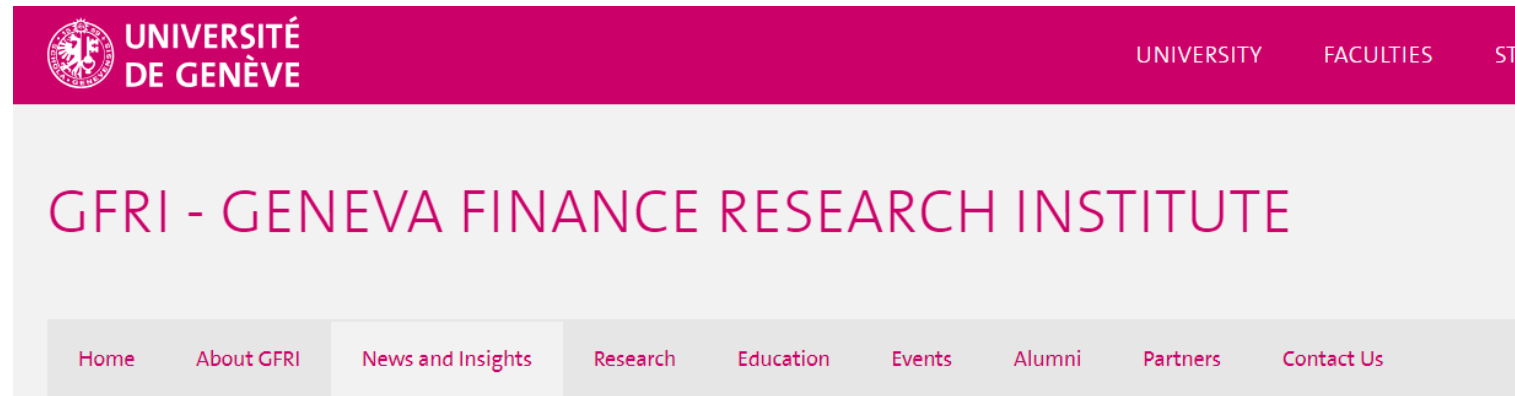 UNIVERSITÉ
DE GENÈVE
UNIVERSITY FACULTIES ST
GFRI - GENEVA FINANCE RESEARCH INSTITUTE
Home About GFRI News and Insights Research Education Events Alumni Partners Contact Us